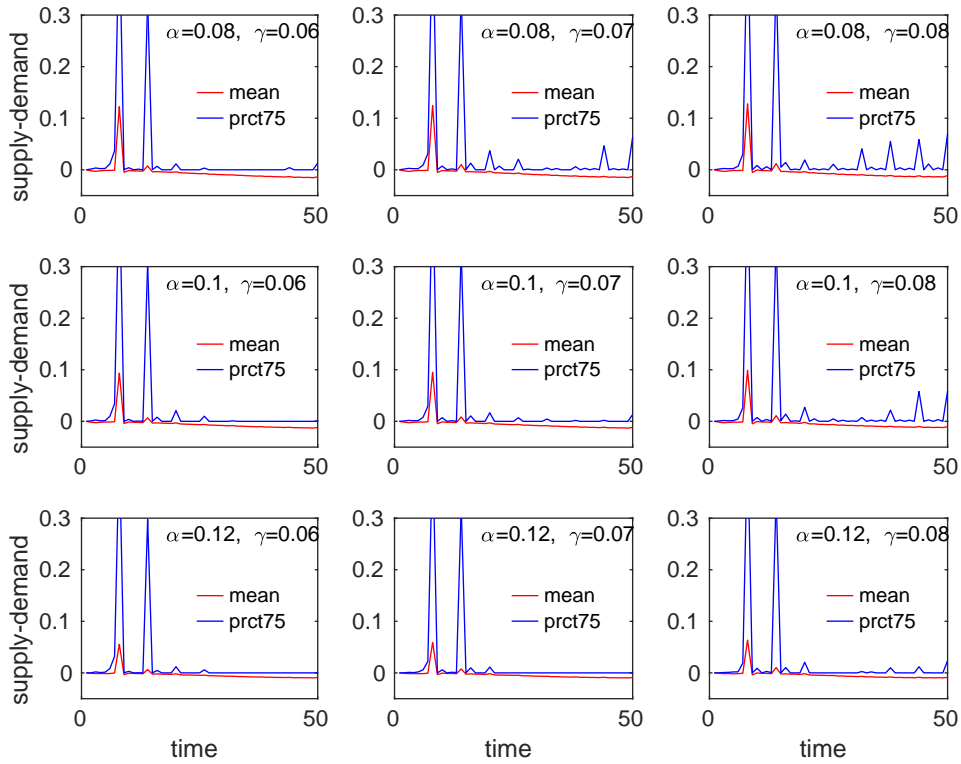 0.3
α=0.08, γ=0.06
supply-demand
0.2
mean
0.1
prct75
0
0
50
0.3
α=0.08, γ=0.07
0.2
mean
0.1
prct75
0
0
50
0.3
α=0.08, γ=0.08
0.2
mean
0.1
prct75
0
0
50
0.3
α=0.1, γ=0.06
supply-demand
0.2
mean
0.1
prct75
0
0
50
0.3
α=0.1, γ=0.07
0.2
mean
0.1
prct75
0
0
50
0.3
α=0.1, γ=0.08
0.2
mean
0.1
prct75
0
0
50
0.3
α=0.12, γ=0.06
supply-demand
0.2
mean
0.1
prct75
0
0
50
time
0.3
α=0.12, γ=0.07
0.2
mean
0.1
prct75
0
0
50
time
0.3
α=0.12, γ=0.08
0.2
mean
0.1
prct75
0
0
50
time